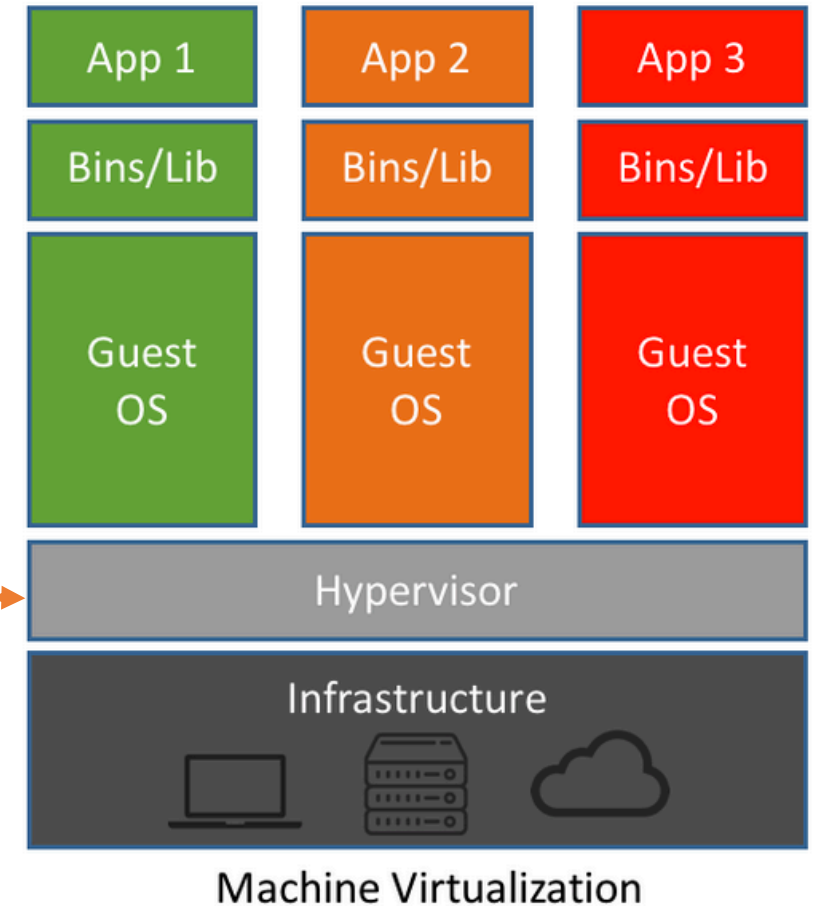 App 1
App 2
App 3
Bins/Lib
Bins/Lib
Bins/Lib
Guest
OS
Guest
OS
Guest
OS
Hypervisor
Infrastructure
Machine Virtualization